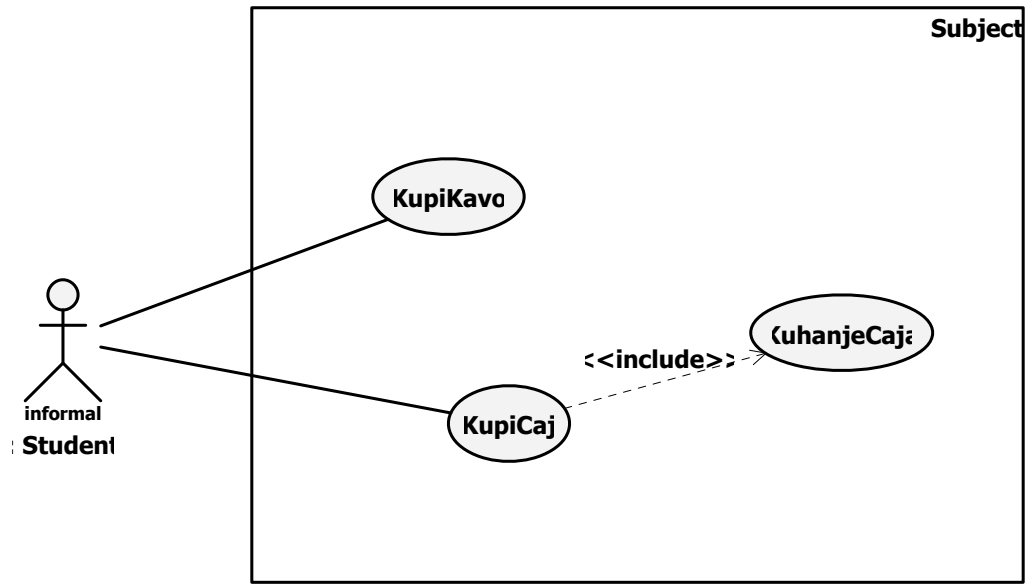 Subject
KupiKavo
KuhanjeCaja
<<include>>
KupiCaj
informal
: Student